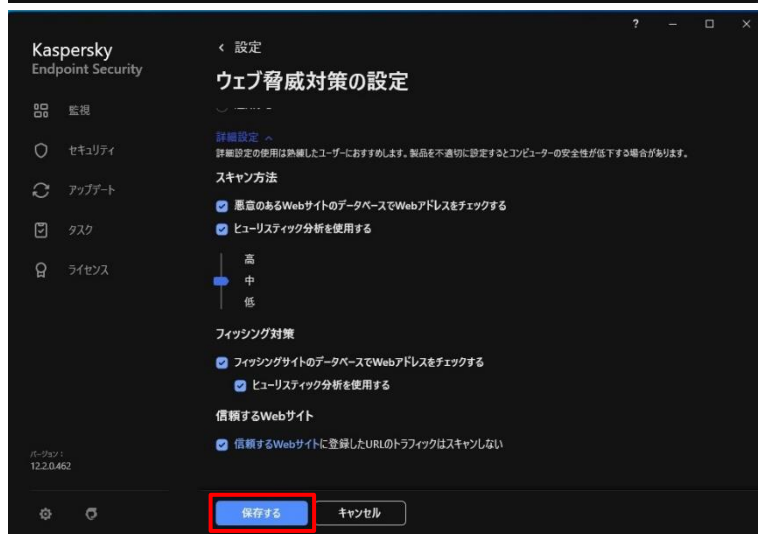 ? – □ ×
Kaspersky
Endpoint Security
監視
セキュリティ
アップデート
タスク
ライセンス
バージョン :
12.2.0.462
< 設定
ウェブ脅威対策の設定
詳細設定
詳細設定の使用は熟練したユーザーにおすすめします。製品を不適切に設定するとコンピューターの安全性が低下する場合があります。
スキャン方法
悪意のあるWebサイトのデータベースでWebアドレスをチェックする
ヒューリスティック分析を使用する
高
中
低
フィッシング対策
フィッシングサイトのデータベースでWebアドレスをチェックする
ヒューリスティック分析を使用する
信頼するWebサイト
信頼するWebサイトに登録したURLのトラフィックはスキャンしない
保存する
キャンセル